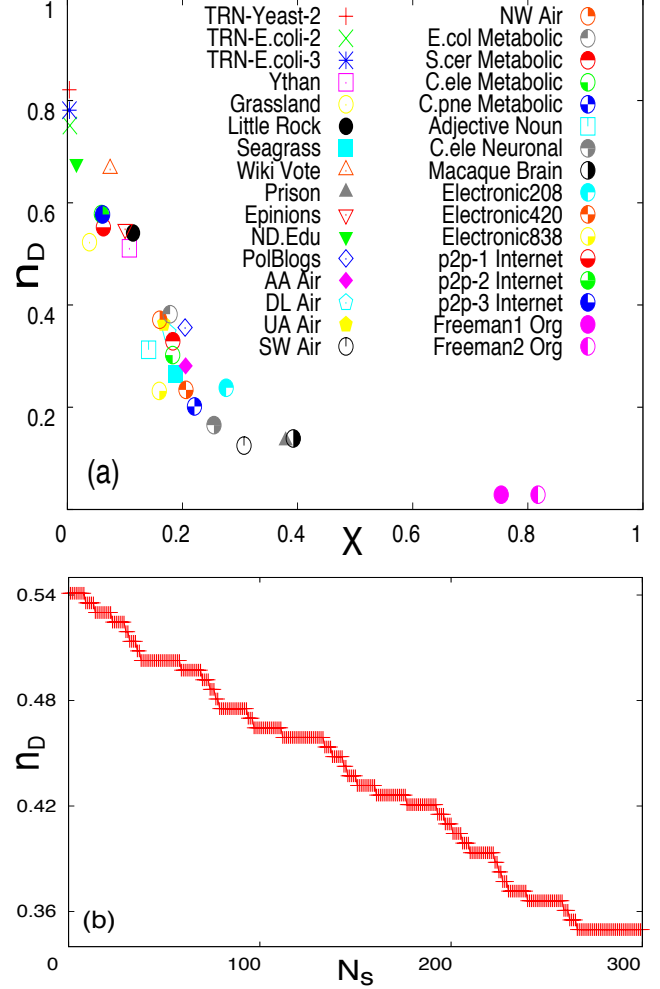 1
TRN-Yeast-2 NW Air
TRN-E.coli-2 E.col Metabolic
TRN-E.coli-3 S.cer Metabolic
Ythan C.ele Metabolic
0.8 Grassland C.pne Metabolic
Little Rock Adjective Noun
Seagrass C.ele Neuronal
Wiki Vote Macaque Brain
Prison Electronic208
0.6 Epinions Electronic420
ND.Edu Electronic838
n_D PolBlogs p2p-1 Internet
AA Air p2p-2 Internet
0.4 DL Air p2p-3 Internet
UA Air Freeman1 Org
SW Air Freeman2 Org
0.2
(a)
0 0.2 0.4 0.6 0.8 1
X
0.54
0.48
n_D
0.42
0.36
(b)
0 100 200 300
N_S